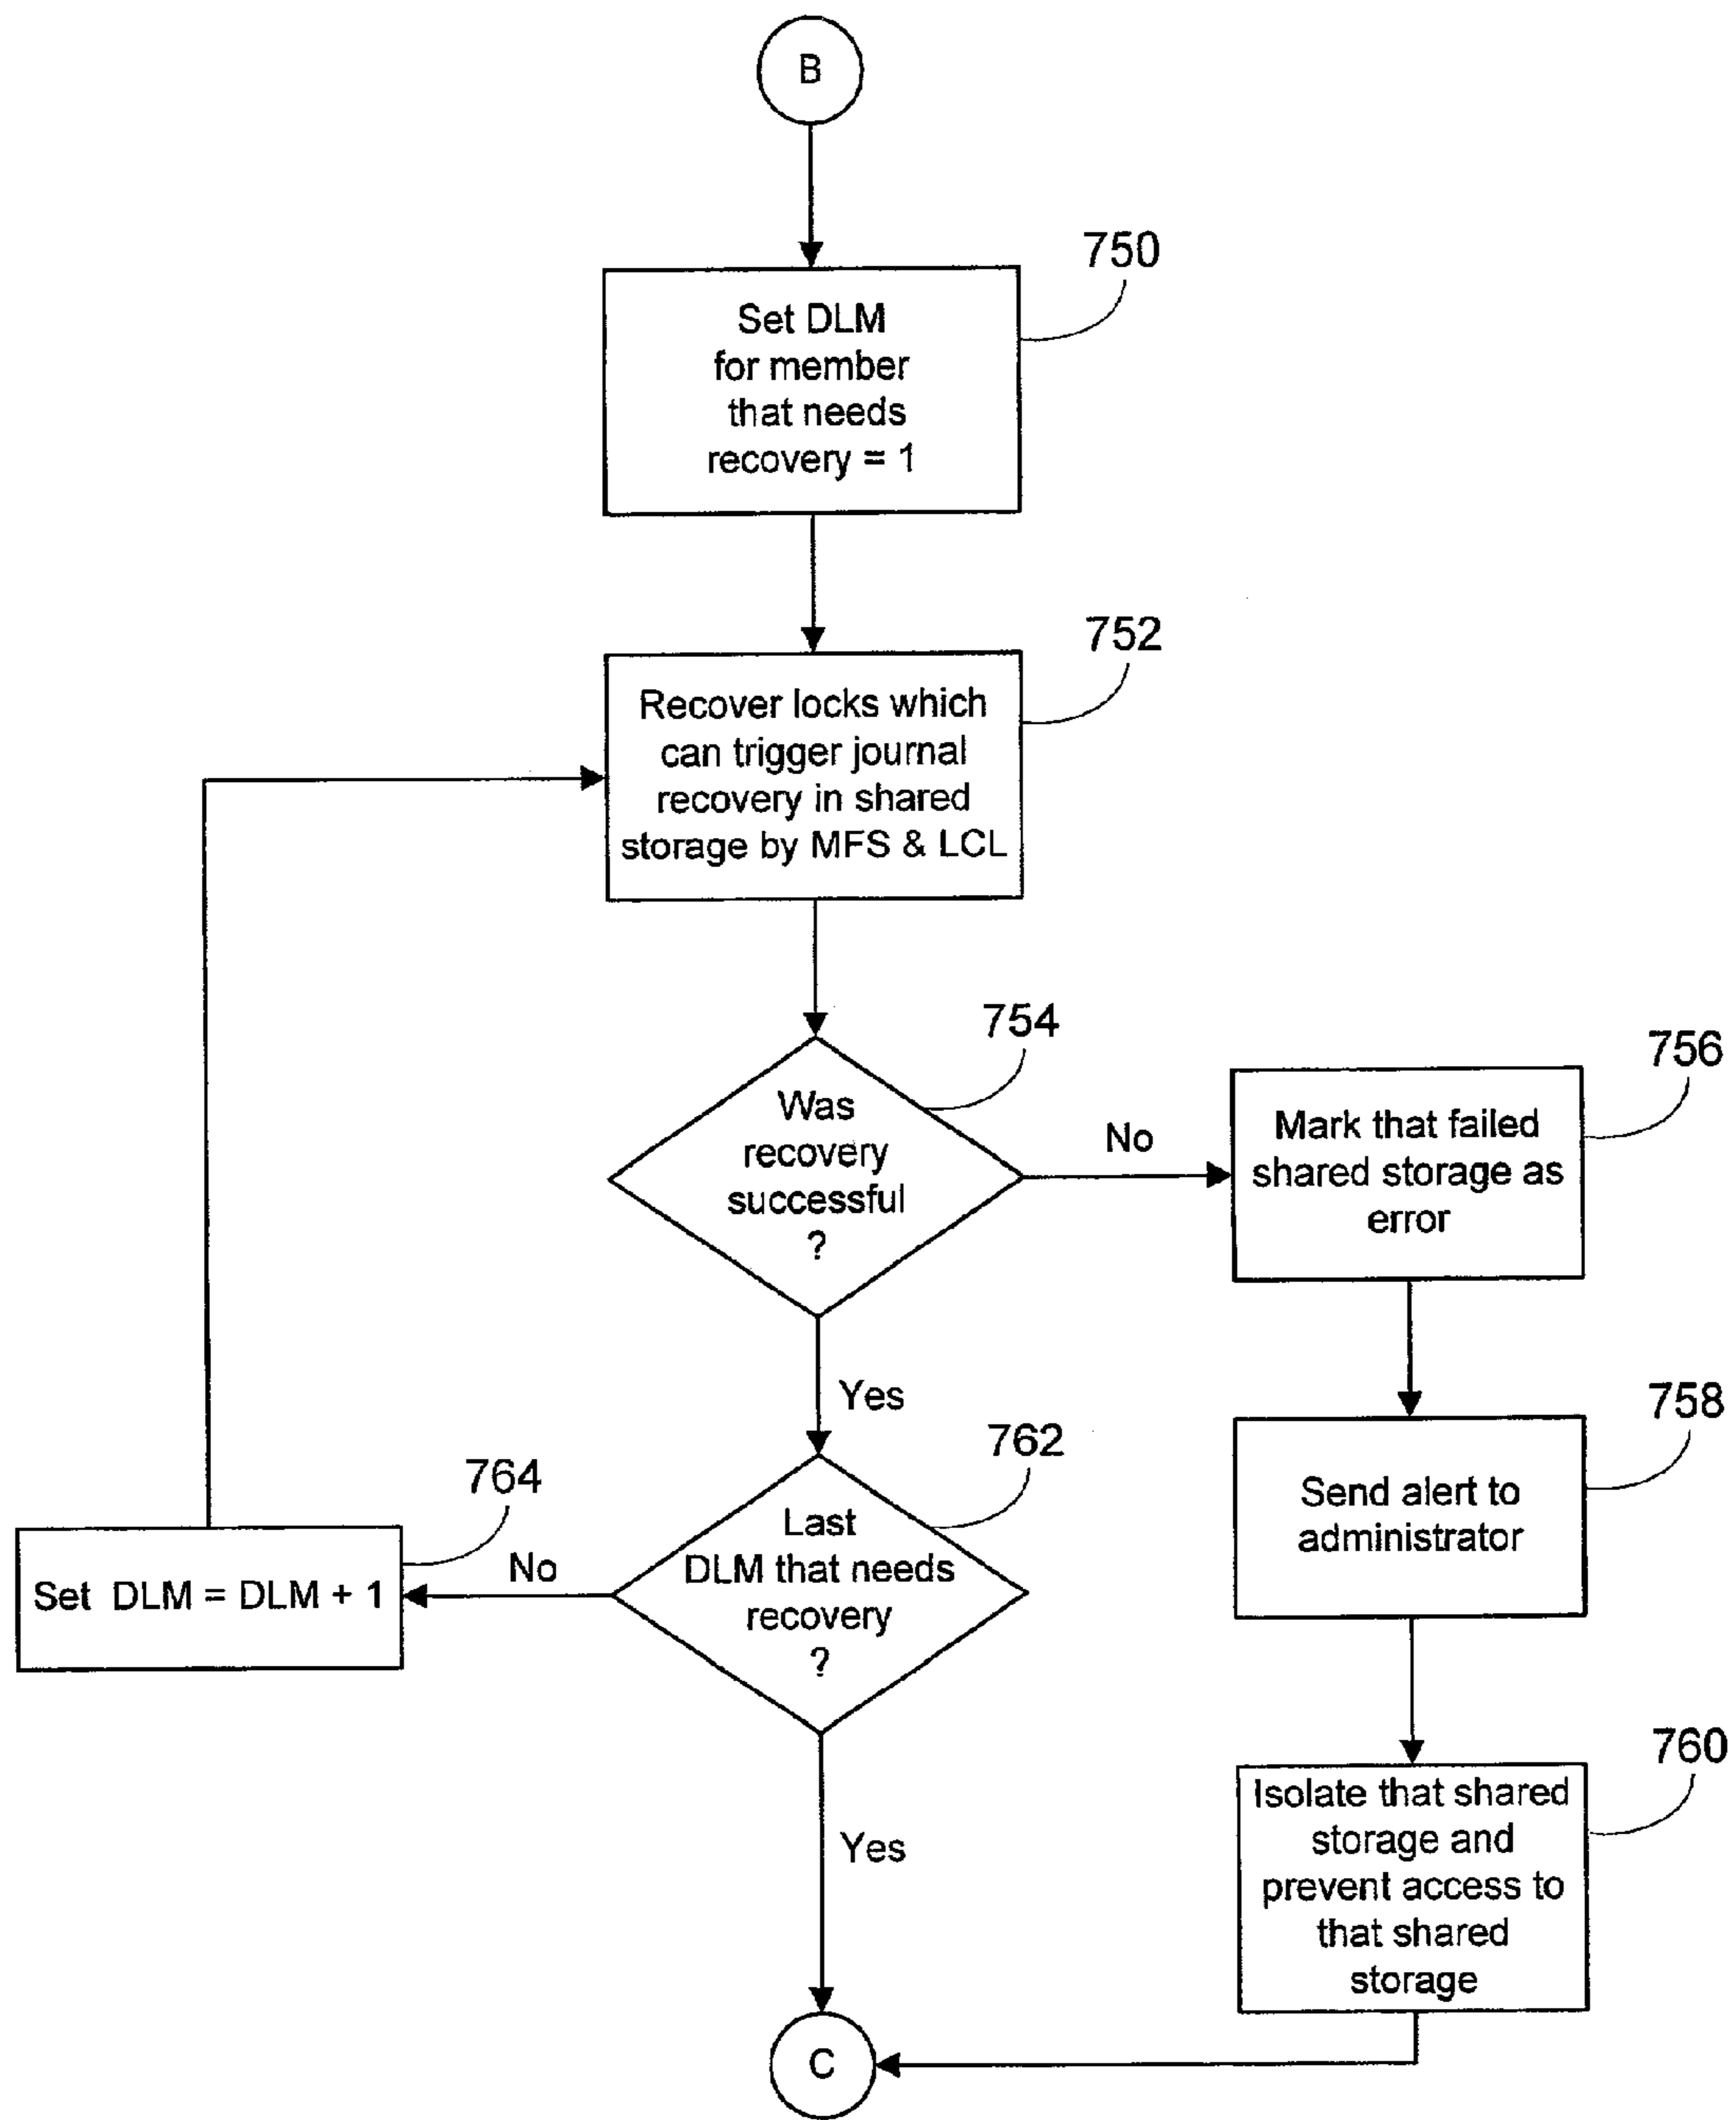 B
750
Set DLM
for member
that needs
recovery = 1
752
Recover locks which
can trigger journal
recovery in shared
storage by MFS & LCL
754
Was
recovery
successful
?
No
756
Mark that failed
shared storage as
error
Yes
758
Send alert to
administrator
762
Last
DLM that needs
recovery
?
No
764
Set DLM = DLM + 1
760
Isolate that shared
storage and
prevent access to
that shared
storage
Yes
C